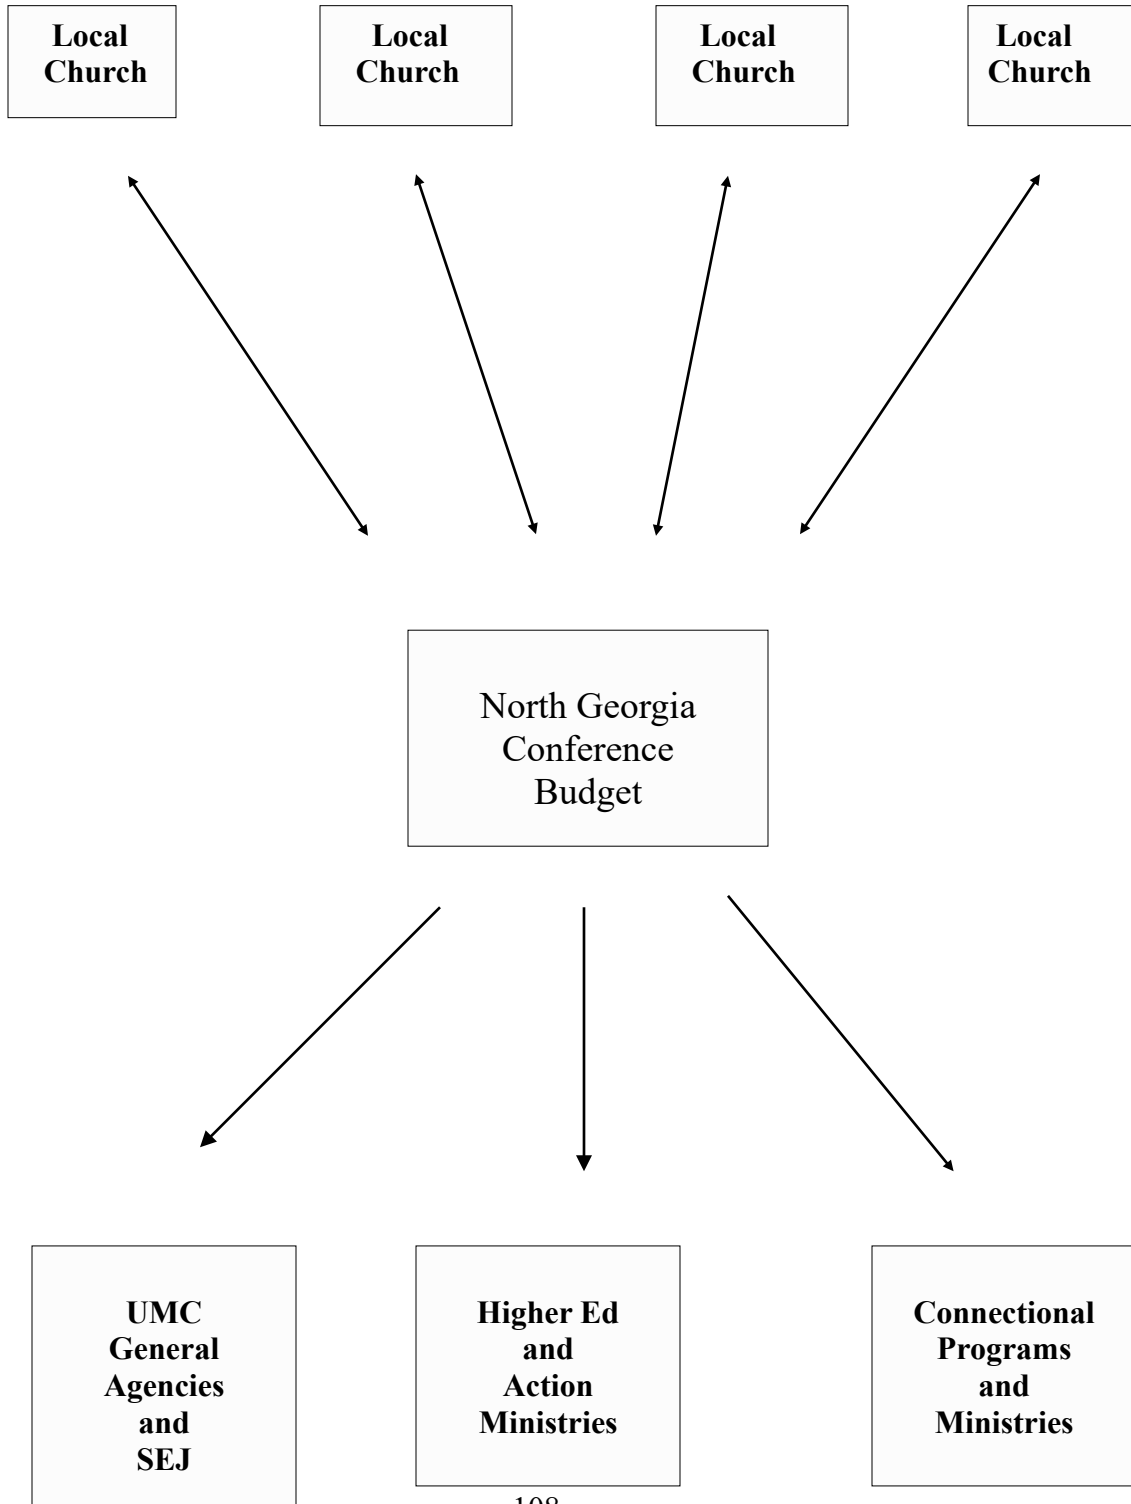 Local
Church
Local
Church
Local
Church
Local
Church
North Georgia
Conference
Budget
UMC
General
Agencies
and
SEJ
Higher Ed
and
Action
Ministries
Connectional
Programs
and
Ministries
108